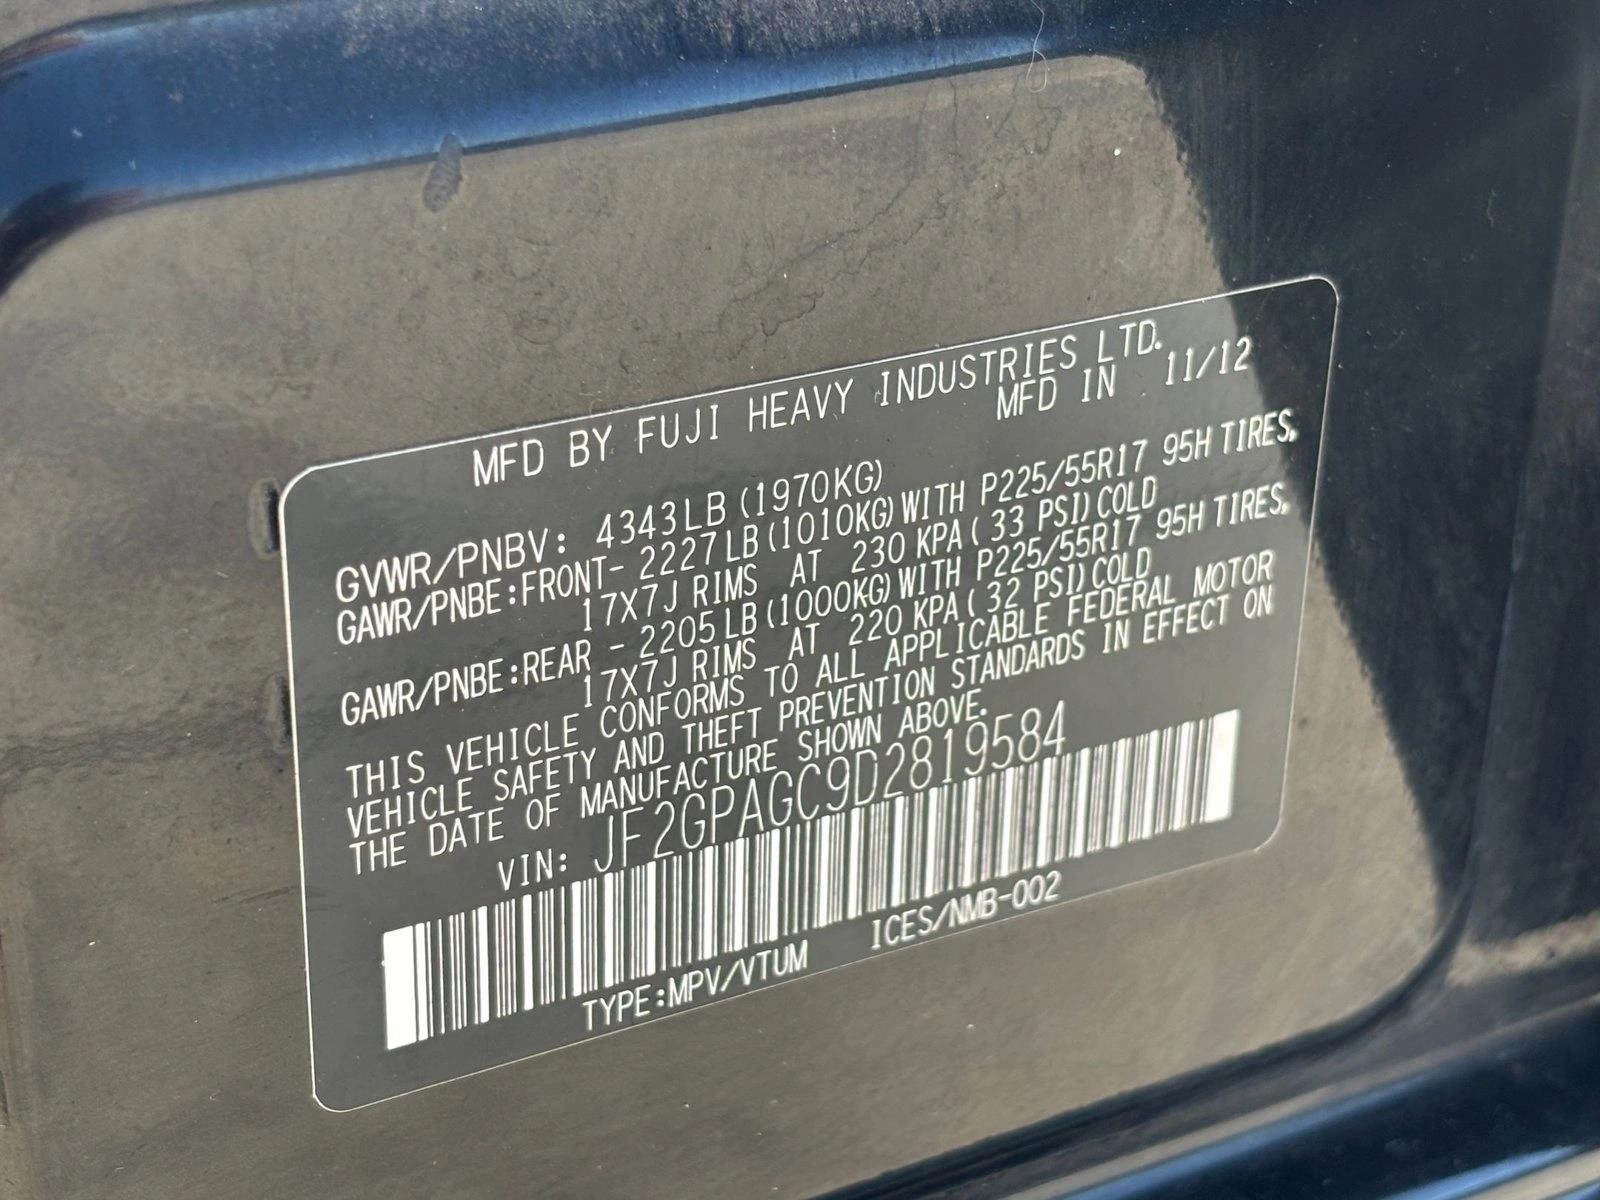 MFD BY FUJI HEAVY INDUSTRIES LTD.
MFD IN 11/12
GVWR/PNBV: 4343LB (1970KG)
GAWR/PNBE:FRONT- 2227LB (1010KG) WITH P225/55R17 95H TIRES,
17X7J RIMS AT 230 KPA ( 33 PSI) COLD
GAWR/PNBE:REAR - 2205LB (1000KG) WITH P225/55R17 95H TIRES,
17X7J RIMS AT 220 KPA ( 32 PSI) COLD
THIS VEHICLE CONFORMS TO ALL APPLICABLE FEDERAL MOTOR
VEHICLE SAFETY AND THEFT PREVENTION STANDARDS IN EFFECT ON
THE DATE OF MANUFACTURE SHOWN ABOVE.
VIN: JF2GPAGC9D2819584
TYPE:MPV/VTUM ICES/NMB-002